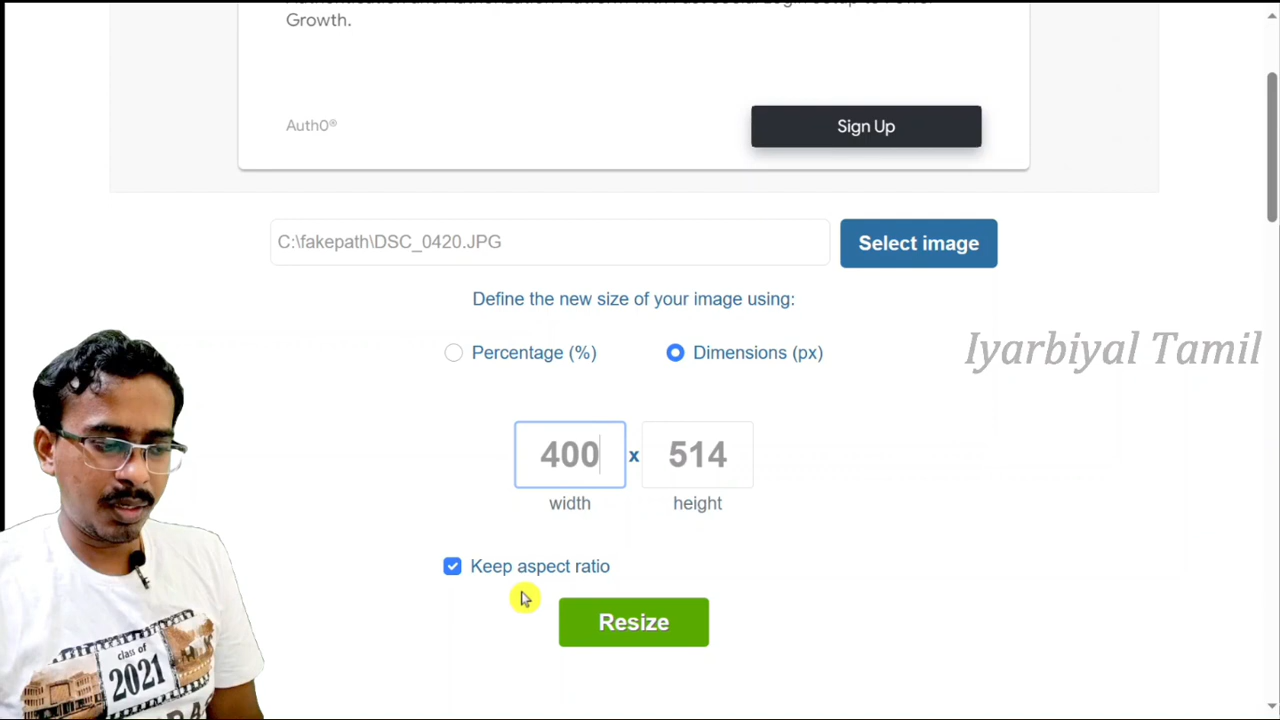 Growth.
Auth0®
Sign Up
C:\fakepath\DSC_0420.JPG
Select image
Define the new size of your image using:
Percentage (%)
Dimensions (px)
Iyarbiyal Tamil
400 x 514
width
height
Keep aspect ratio
Resize
class of
2021